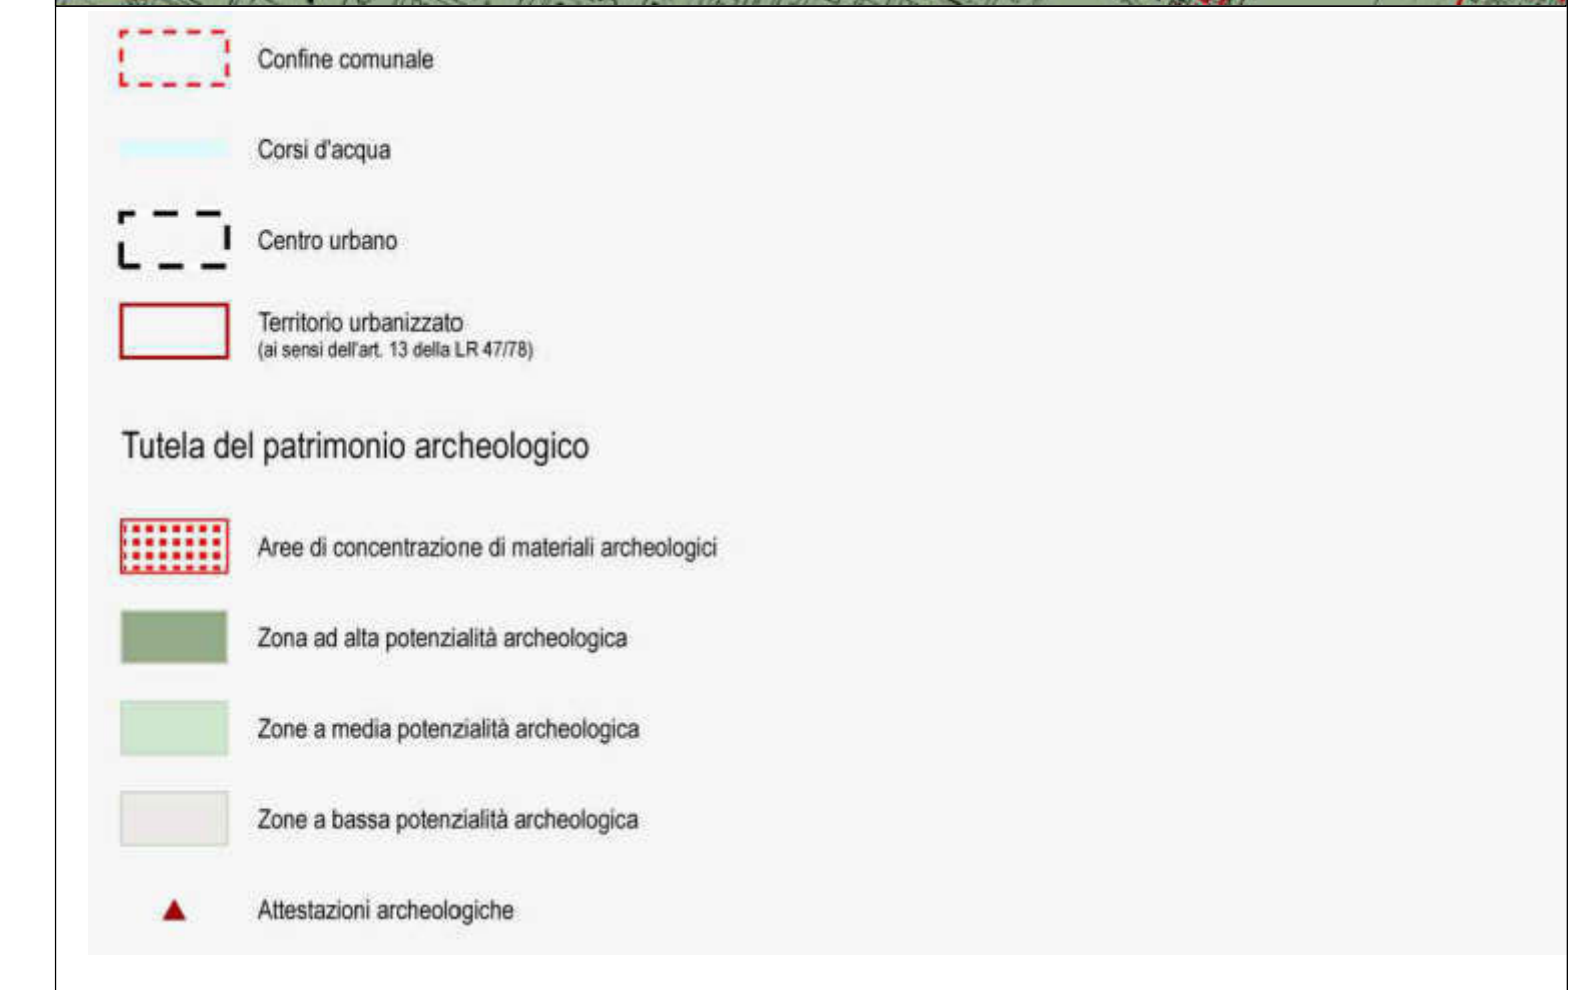 Confine comunale
Corsi d'acqua
Centro urbano
Territorio urbanizzato
(ai sensi dell'art. 13 della LR 47/78)
Tutela del patrimonio archeologico
Aree di concentrazione di materiali archeologici
Zona ad alta potenzialità archeologica
Zone a media potenzialità archeologica
Zone a bassa potenzialità archeologica
Attestazioni archeologiche